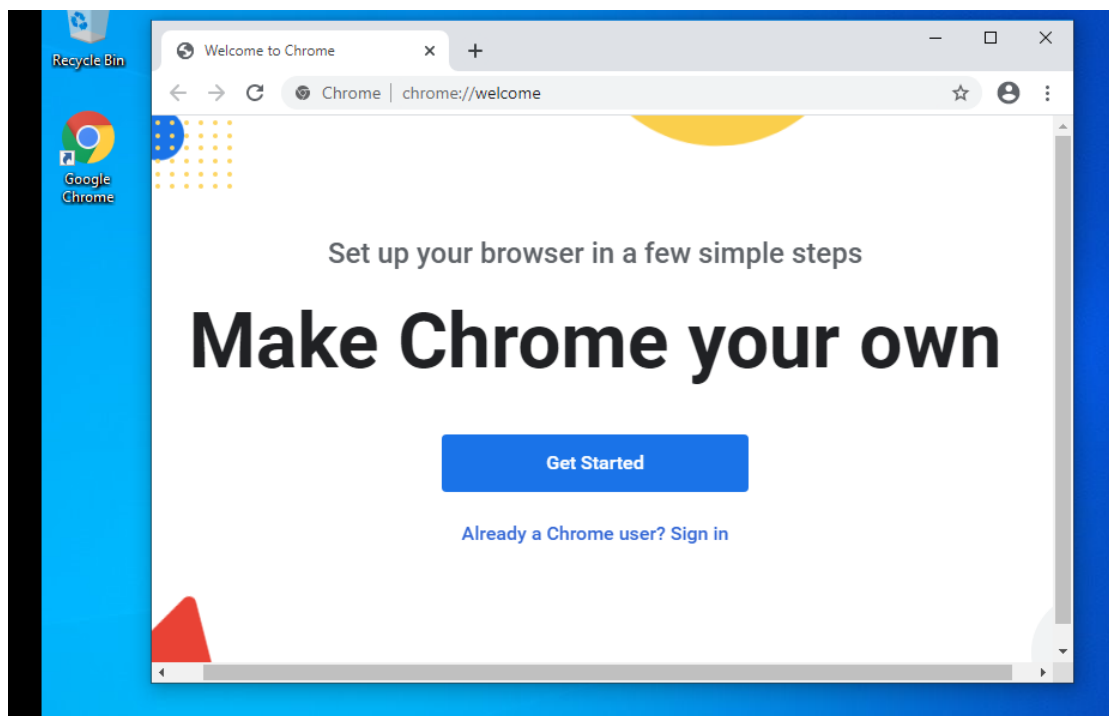 Recycle Bin
Google
Chrome
Welcome to Chrome
Chrome | chrome://welcome
Set up your browser in a few simple steps
Make Chrome your own
Get Started
Already a Chrome user? Sign in